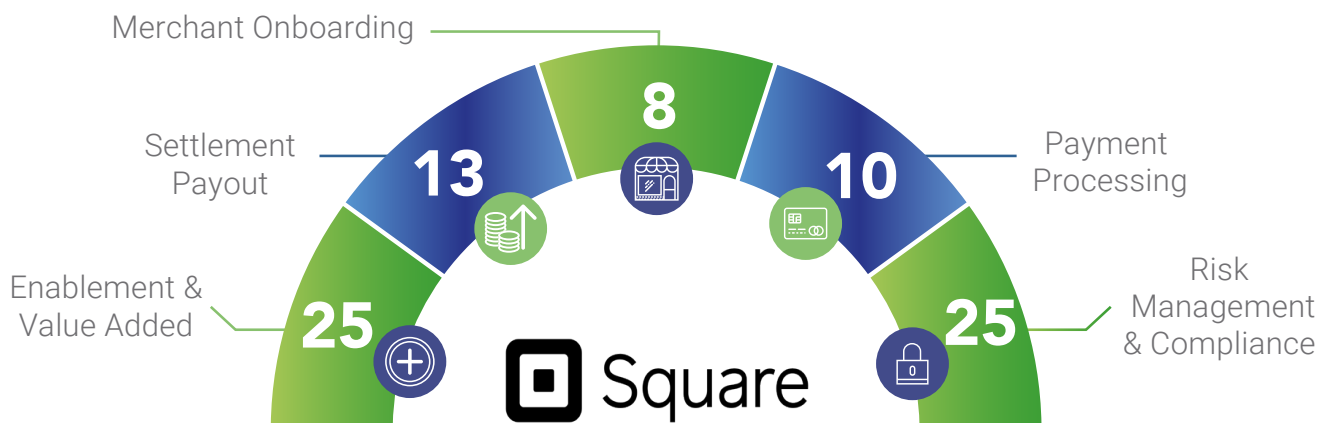 Merchant Onboarding
8
Settlement
Payout
13
10
Payment
Processing
Enablement &
Value Added
25
25
Risk
Management
& Compliance
Square